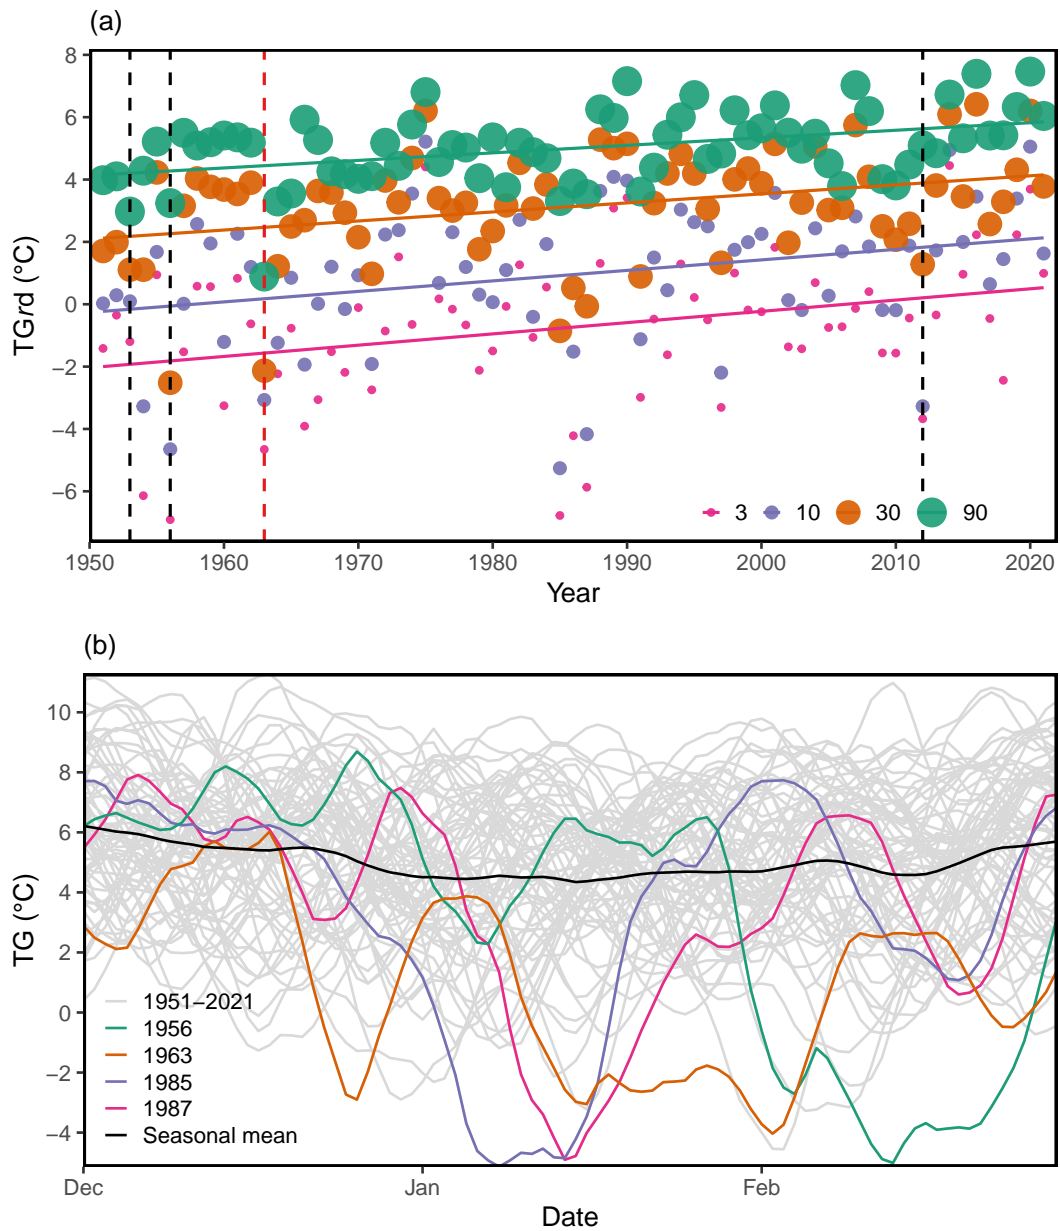 (a)
8
6
4
2
0
−2
−4
−6
TGrd (°C)
3 10 30 90
1950 1960 1970 1980 1990 2000 2010 2020
Year
(b)
10
8
6
4
2
0
−2
−4
TG (°C)
1951−2021
1956
1963
1985
1987
Seasonal mean
Dec Jan Feb
Date